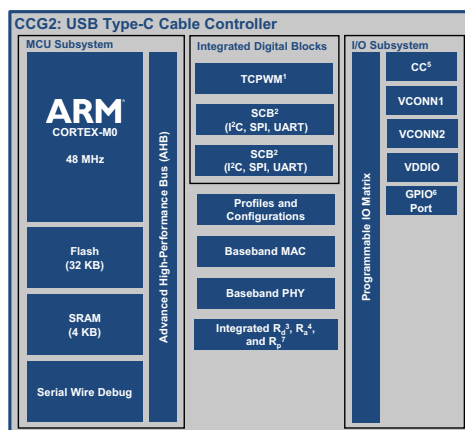 CCG2: USB Type-C Cable Controller
MCU Subsystem
ARM®
CORTEX-M0
48 MHz
Flash
(32 KB)
SRAM
(4 KB)
Serial Wire Debug
Advanced High-Performance Bus (AHB)
Integrated Digital Blocks
TCPWM¹
SCB²
(I²C, SPI, UART)
SCB²
(I²C, SPI, UART)
Profiles and
Configurations
Baseband MAC
Baseband PHY
Integrated R_d³, R_a⁴,
and R_p⁷
I/O Subsystem
Programmable IO Matrix
CC⁵
VCONN1
VCONN2
VDDIO
GPIO⁶
Port